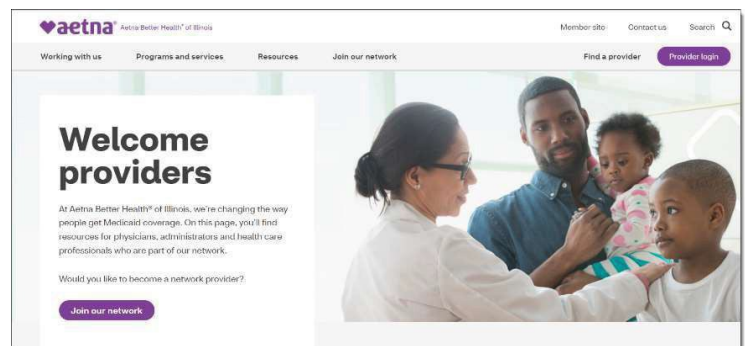 aetna® Aetna Better Health® of Illinois
Member site Contact us Search
Working with us Programs and services Resources Join our network Find a provider Provider login
Welcome
providers
At Aetna Better Health® of Illinois, we're changing the way
people get Medicaid coverage. On this page, you'll find
resources for physicians, administrators and health care
professionals who are part of our network.
Would you like to become a network provider?
Join our network